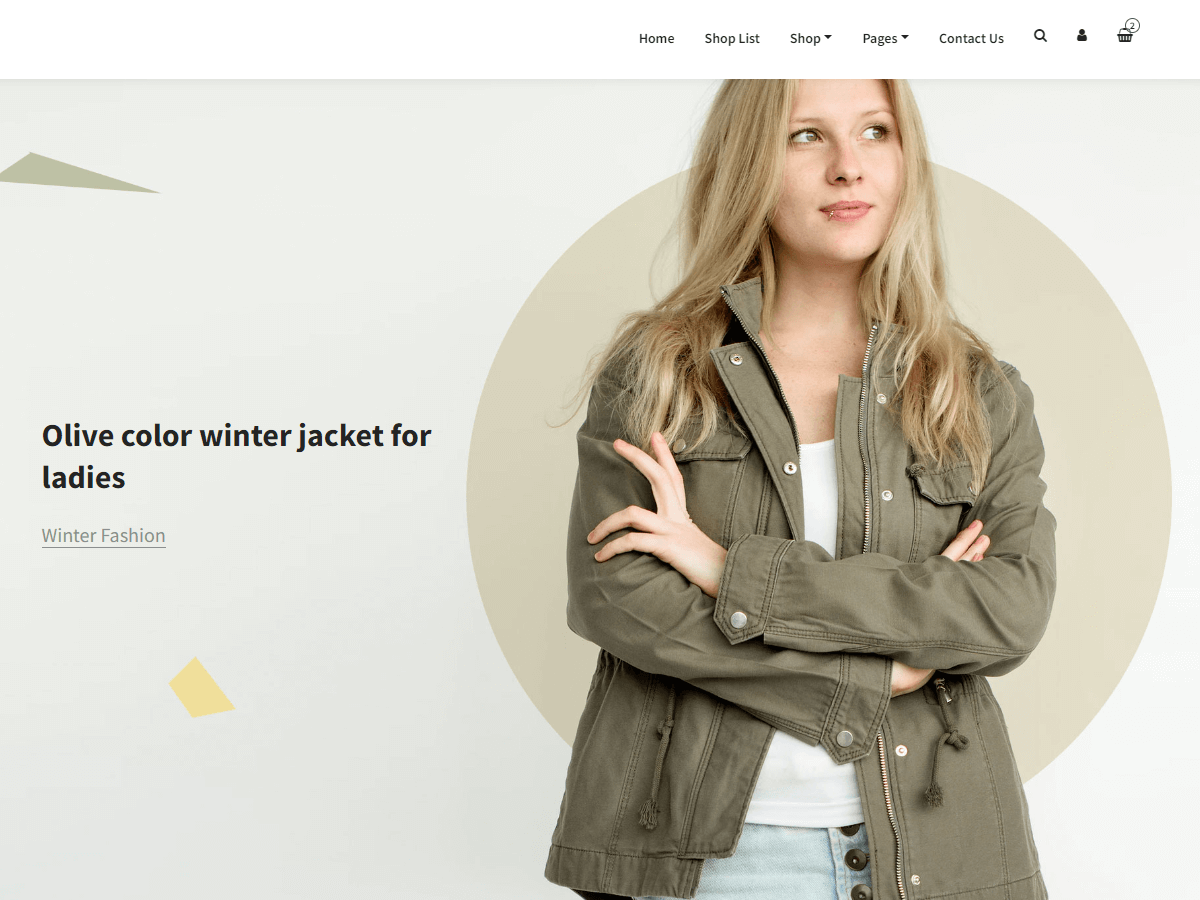 Home Shop List Shop Pages Contact Us 2
Olive color winter jacket for
ladies
Winter Fashion